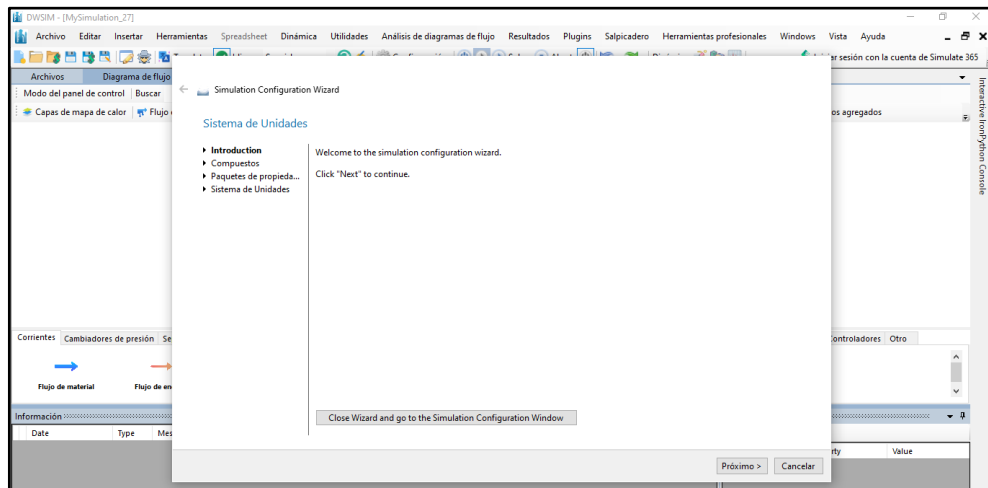 DWSIM - [MySimulation_27]
Archivo Editar Insertar Herramientas Spreadsheet Dinámica Utilidades Análisis de diagramas de flujo Resultados Plugins Salpicadero Herramientas profesionales Windows Vista Ayuda
sesión con la cuenta de Simulate 365
Archivos Diagrama de flujo
Modo del panel de control Buscar
Capas de mapa de calor Flujo
os agregados
Interactive IronPython Console
Simulation Configuration Wizard
Sistema de Unidades
Introduction
Compuestos
Paquetes de propieda...
Sistema de Unidades
Welcome to the simulation configuration wizard.
Click "Next" to continue.
Close Wizard and go to the Simulation Configuration Window
Próximo > Cancelar
Corrientes Cambiadores de presión Se
Controladores Otro
Flujo de material Flujo de en
Información
Date Type Mes
rty Value